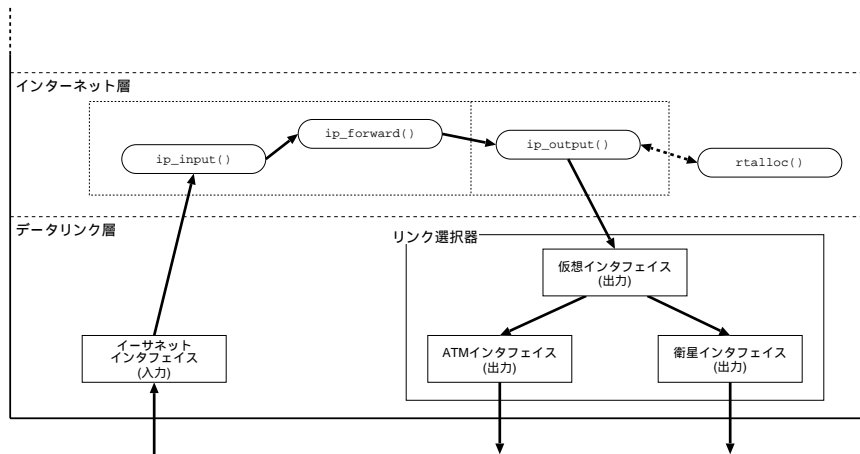 インターネット層
ip_forward()
ip_input()
ip_output()
rtalloc()
データリンク層
リンク選択器
仮想インタフェイス
(出力)
イーサネット
インタフェイス
(入力)
ATMインタフェイス
(出力)
衛星インタフェイス
(出力)